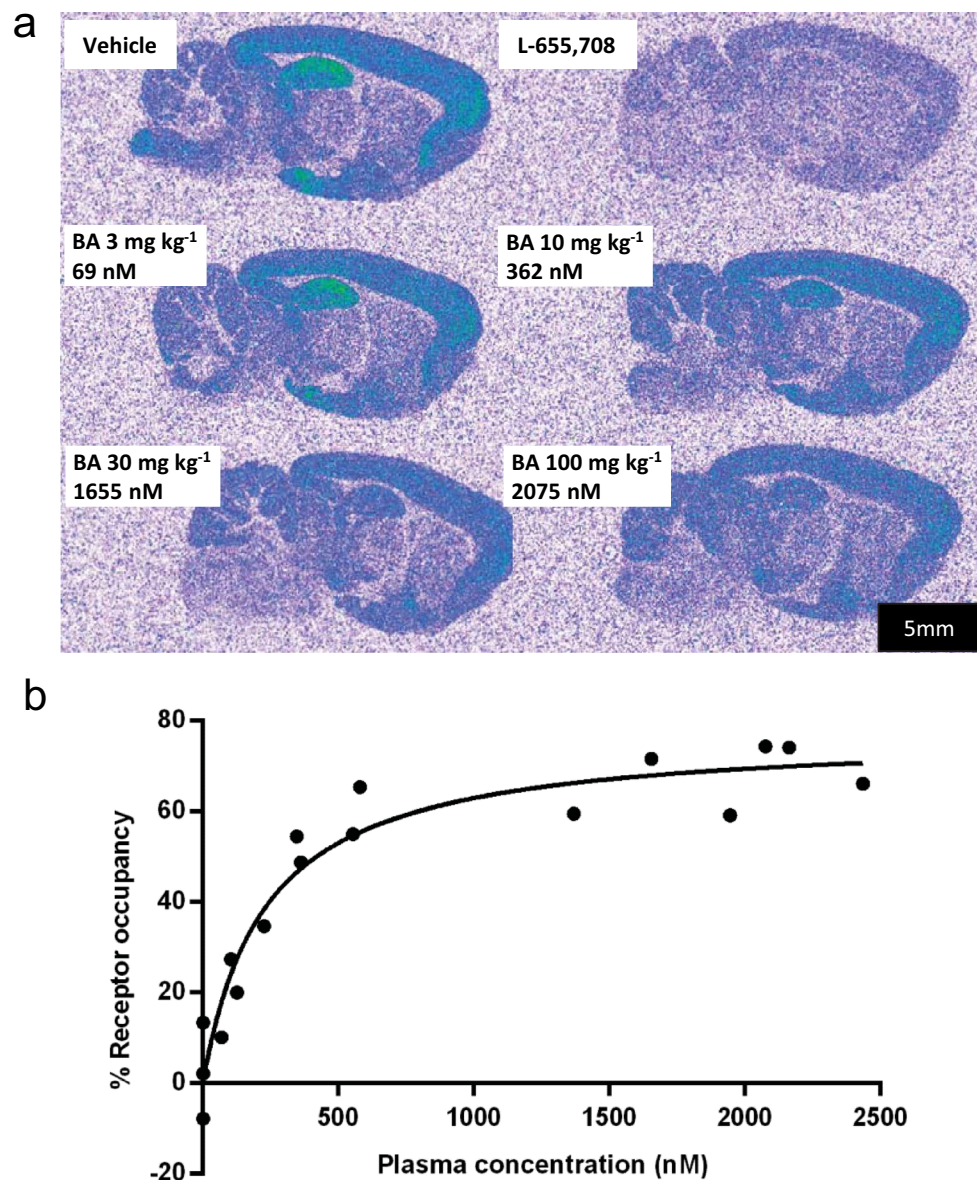 a
Vehicle
L-655,708
BA 3 mg kg⁻¹
69 nM
BA 10 mg kg⁻¹
362 nM
BA 30 mg kg⁻¹
1655 nM
BA 100 mg kg⁻¹
2075 nM
5mm
b
80
60
40
20
0
-20
% Receptor occupancy
500
1000
1500
2000
2500
Plasma concentration (nM)